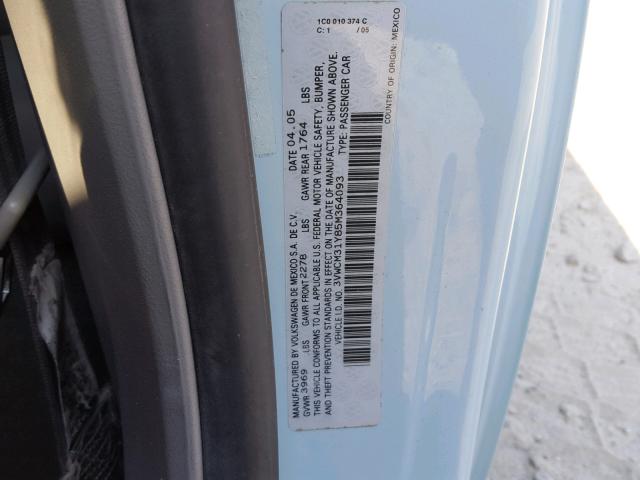 1C0 010 374 C
C: 1 / 05
MANUFACTURED BY VOLKSWAGEN DE MEXICO S.A. DE C.V. DATE 04.05
GVWR 3969 LBS GAWR FRONT 2278 LBS GAWR REAR 1764 LBS
THIS VEHICLE CONFORMS TO ALL APPLICABLE U.S. FEDERAL MOTOR VEHICLE SAFETY, BUMPER,
AND THEFT PREVENTION STANDARDS IN EFFECT ON THE DATE OF MANUFACTURE SHOWN ABOVE.
VEHICLE I.D. NO. 3VWCM31Y85M364093 TYPE: PASSENGER CAR
COUNTRY OF ORIGIN: MEXICO